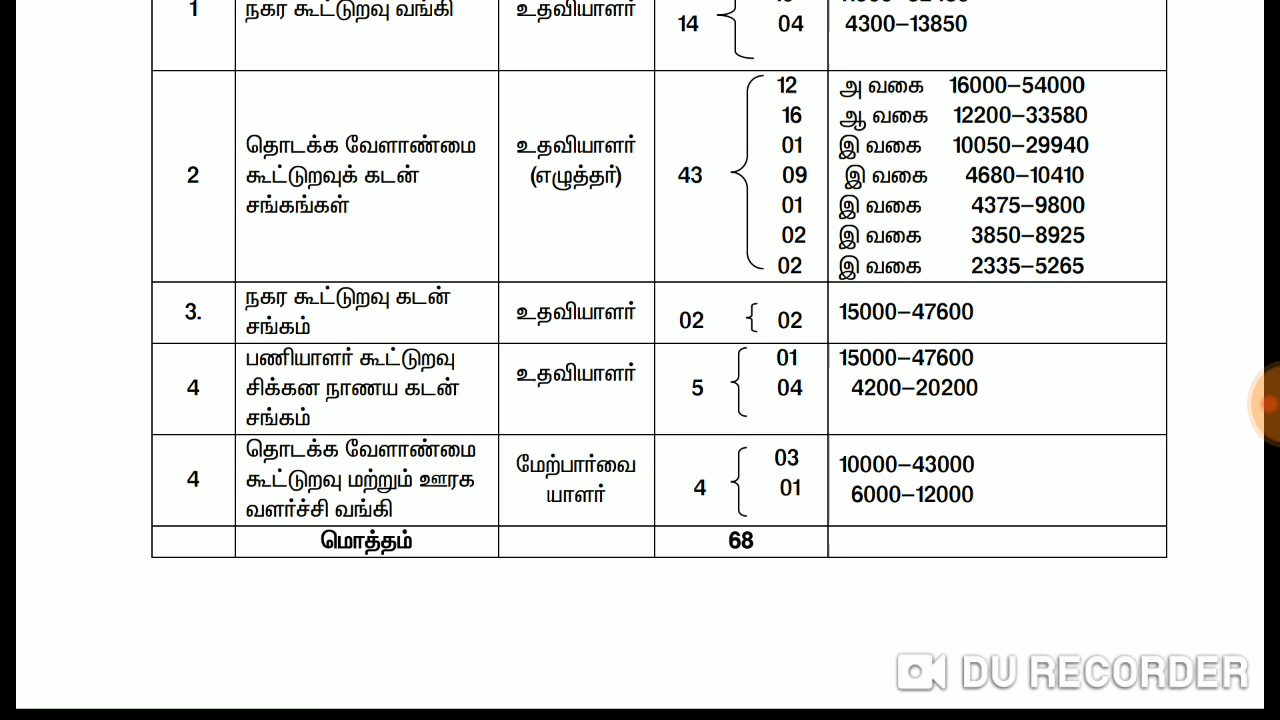 1 நகர கூட்டுறவு வங்கி உதவியாளர் 14 04 4300–13850
12 அ வகை 16000–54000
16 ஆ வகை 12200–33580
தொடக்க வேளாண்மை உதவியாளர் 01 இ வகை 10050–29940
2 கூட்டுறவுக் கடன் (எழுத்தர்) 43 09 இ வகை 4680–10410
சங்கங்கள் 01 இ வகை 4375–9800
02 இ வகை 3850–8925
02 இ வகை 2335–5265
நகர கூட்டுறவு கடன்
3. உதவியாளர் 02 02 15000–47600
சங்கம்
பணியாளர் கூட்டுறவு உதவியாளர் 01 15000–47600
4 சிக்கன நாணய கடன் 5 04 4200–20200
சங்கம்
தொடக்க வேளாண்மை மேற்பார்வை 03 10000–43000
4 கூட்டுறவு மற்றும் ஊரக யாளர் 4 01 6000–12000
வளர்ச்சி வங்கி
மொத்தம் 68
DU RECORDER